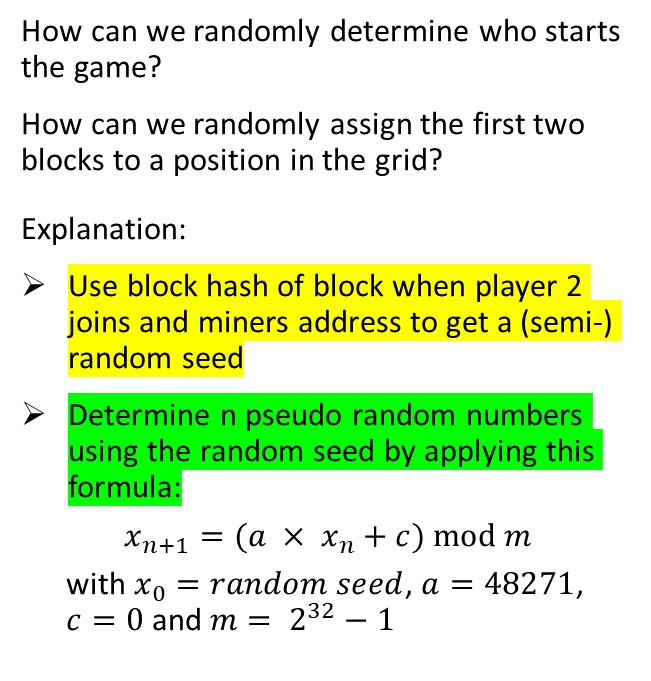 How can we randomly determine who starts
the game?
How can we randomly assign the first two
blocks to a position in the grid?
Explanation:
➢ Use block hash of block when player 2
joins and miners address to get a (semi-)
random seed
➢ Determine n pseudo random numbers
using the random seed by applying this
formula:
xₙ₊₁ = (a × xₙ + c) mod m
with x₀ = random seed, a = 48271,
c = 0 and m = 2³² − 1